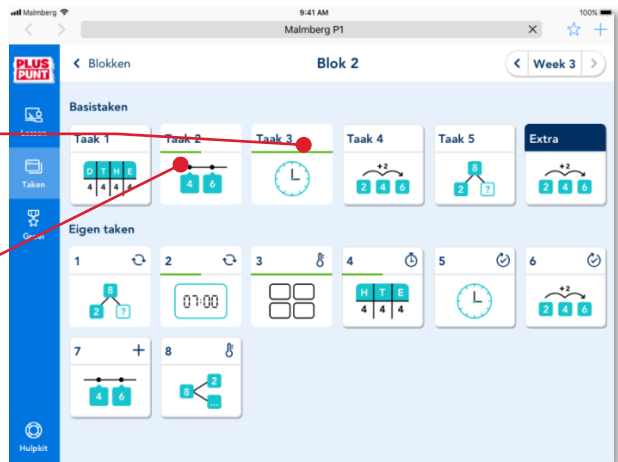 Malmberg 9:41 AM 100%
Malmberg P1
PLUS
PUNT
Blokken Blok 2 Week 3
Basistaken
Lessen
Taak 1 Taak 2 Taak 3 Taak 4 Taak 5 Extra
D T H E
4 4 4 4
4 6
+2
2 4 6
8
2 ?
+2
2 4 6
Taken
Groei
Eigen taken
1 2 3 4 5 6
8
2 ?
07:00
H T E
4 4 4
+2
2 4 6
7 8
4 6
8 2
...
Hulpkit